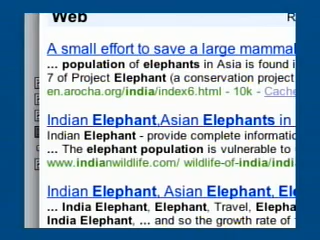 Web R
A small effort to save a large mammal
... population of elephants in Asia is found i
7 of Project Elephant (a conservation project
en.arocha.org/india/index6.html - 10k - Cache
Indian Elephant,Asian Elephants in
Indian Elephant - provide complete informatio
... The elephant population is vulnerable to
www.indianwildlife.com/ wildlife-of-india/indi
Indian Elephant, Asian Elephant, Ele
... Indian Elephant, Elephant, Travel, Elepha
India Elephant, ... and so the growth rate of